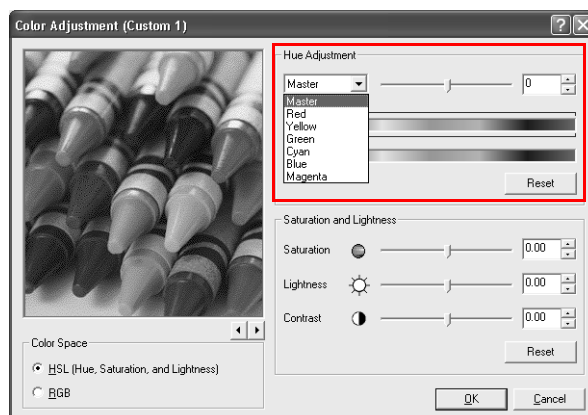 Color Adjustment (Custom 1)
Hue Adjustment
Master 0
Master
Red
Yellow
Green
Cyan
Blue
Magenta
Reset
Saturation and Lightness
Saturation 0.00
Lightness 0.00
Contrast 0.00
Reset
Color Space
HSL (Hue, Saturation, and Lightness)
RGB
OK Cancel